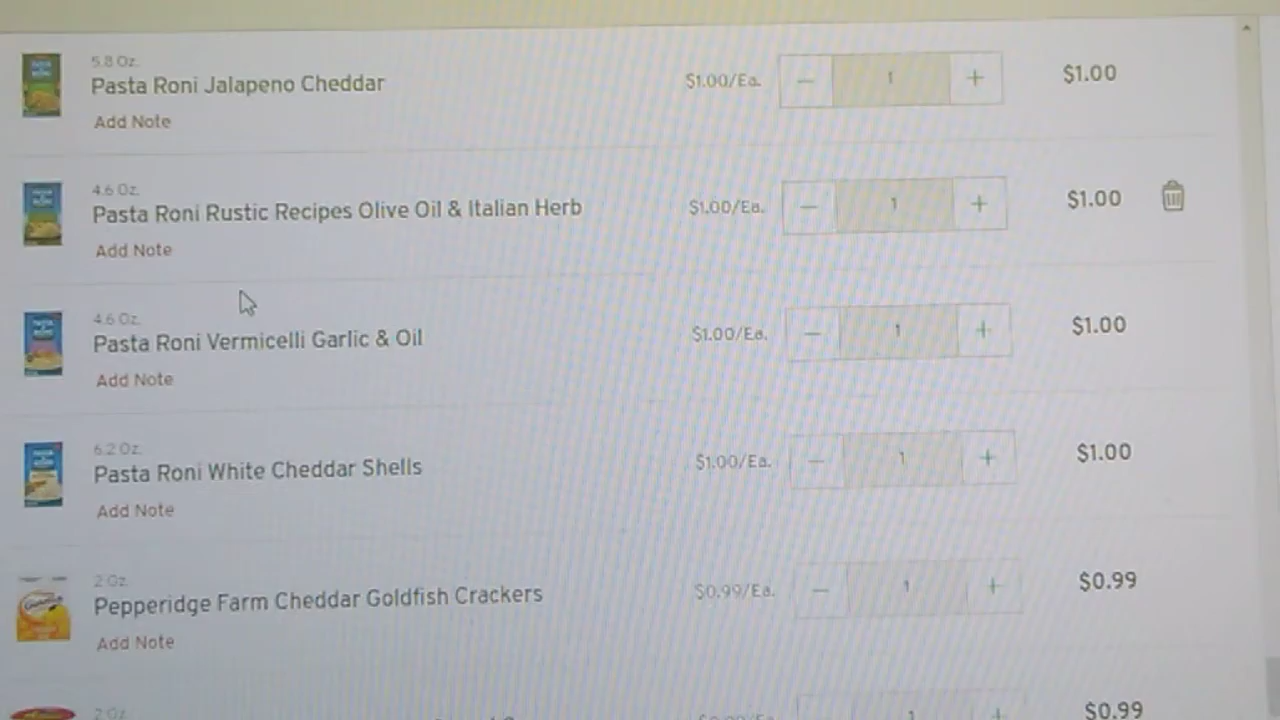 5.8 Oz.
Pasta Roni Jalapeno Cheddar
Add Note
$1.00/Ea.
1
$1.00
4.6 Oz.
Pasta Roni Rustic Recipes Olive Oil & Italian Herb
Add Note
$1.00/Ea.
1
$1.00
4.6 Oz.
Pasta Roni Vermicelli Garlic & Oil
Add Note
$1.00/Ea.
1
$1.00
6.2 Oz.
Pasta Roni White Cheddar Shells
Add Note
$1.00/Ea.
1
$1.00
2 Oz.
Pepperidge Farm Cheddar Goldfish Crackers
Add Note
$0.99/Ea.
1
$0.99
2 Oz.
1
$0.99